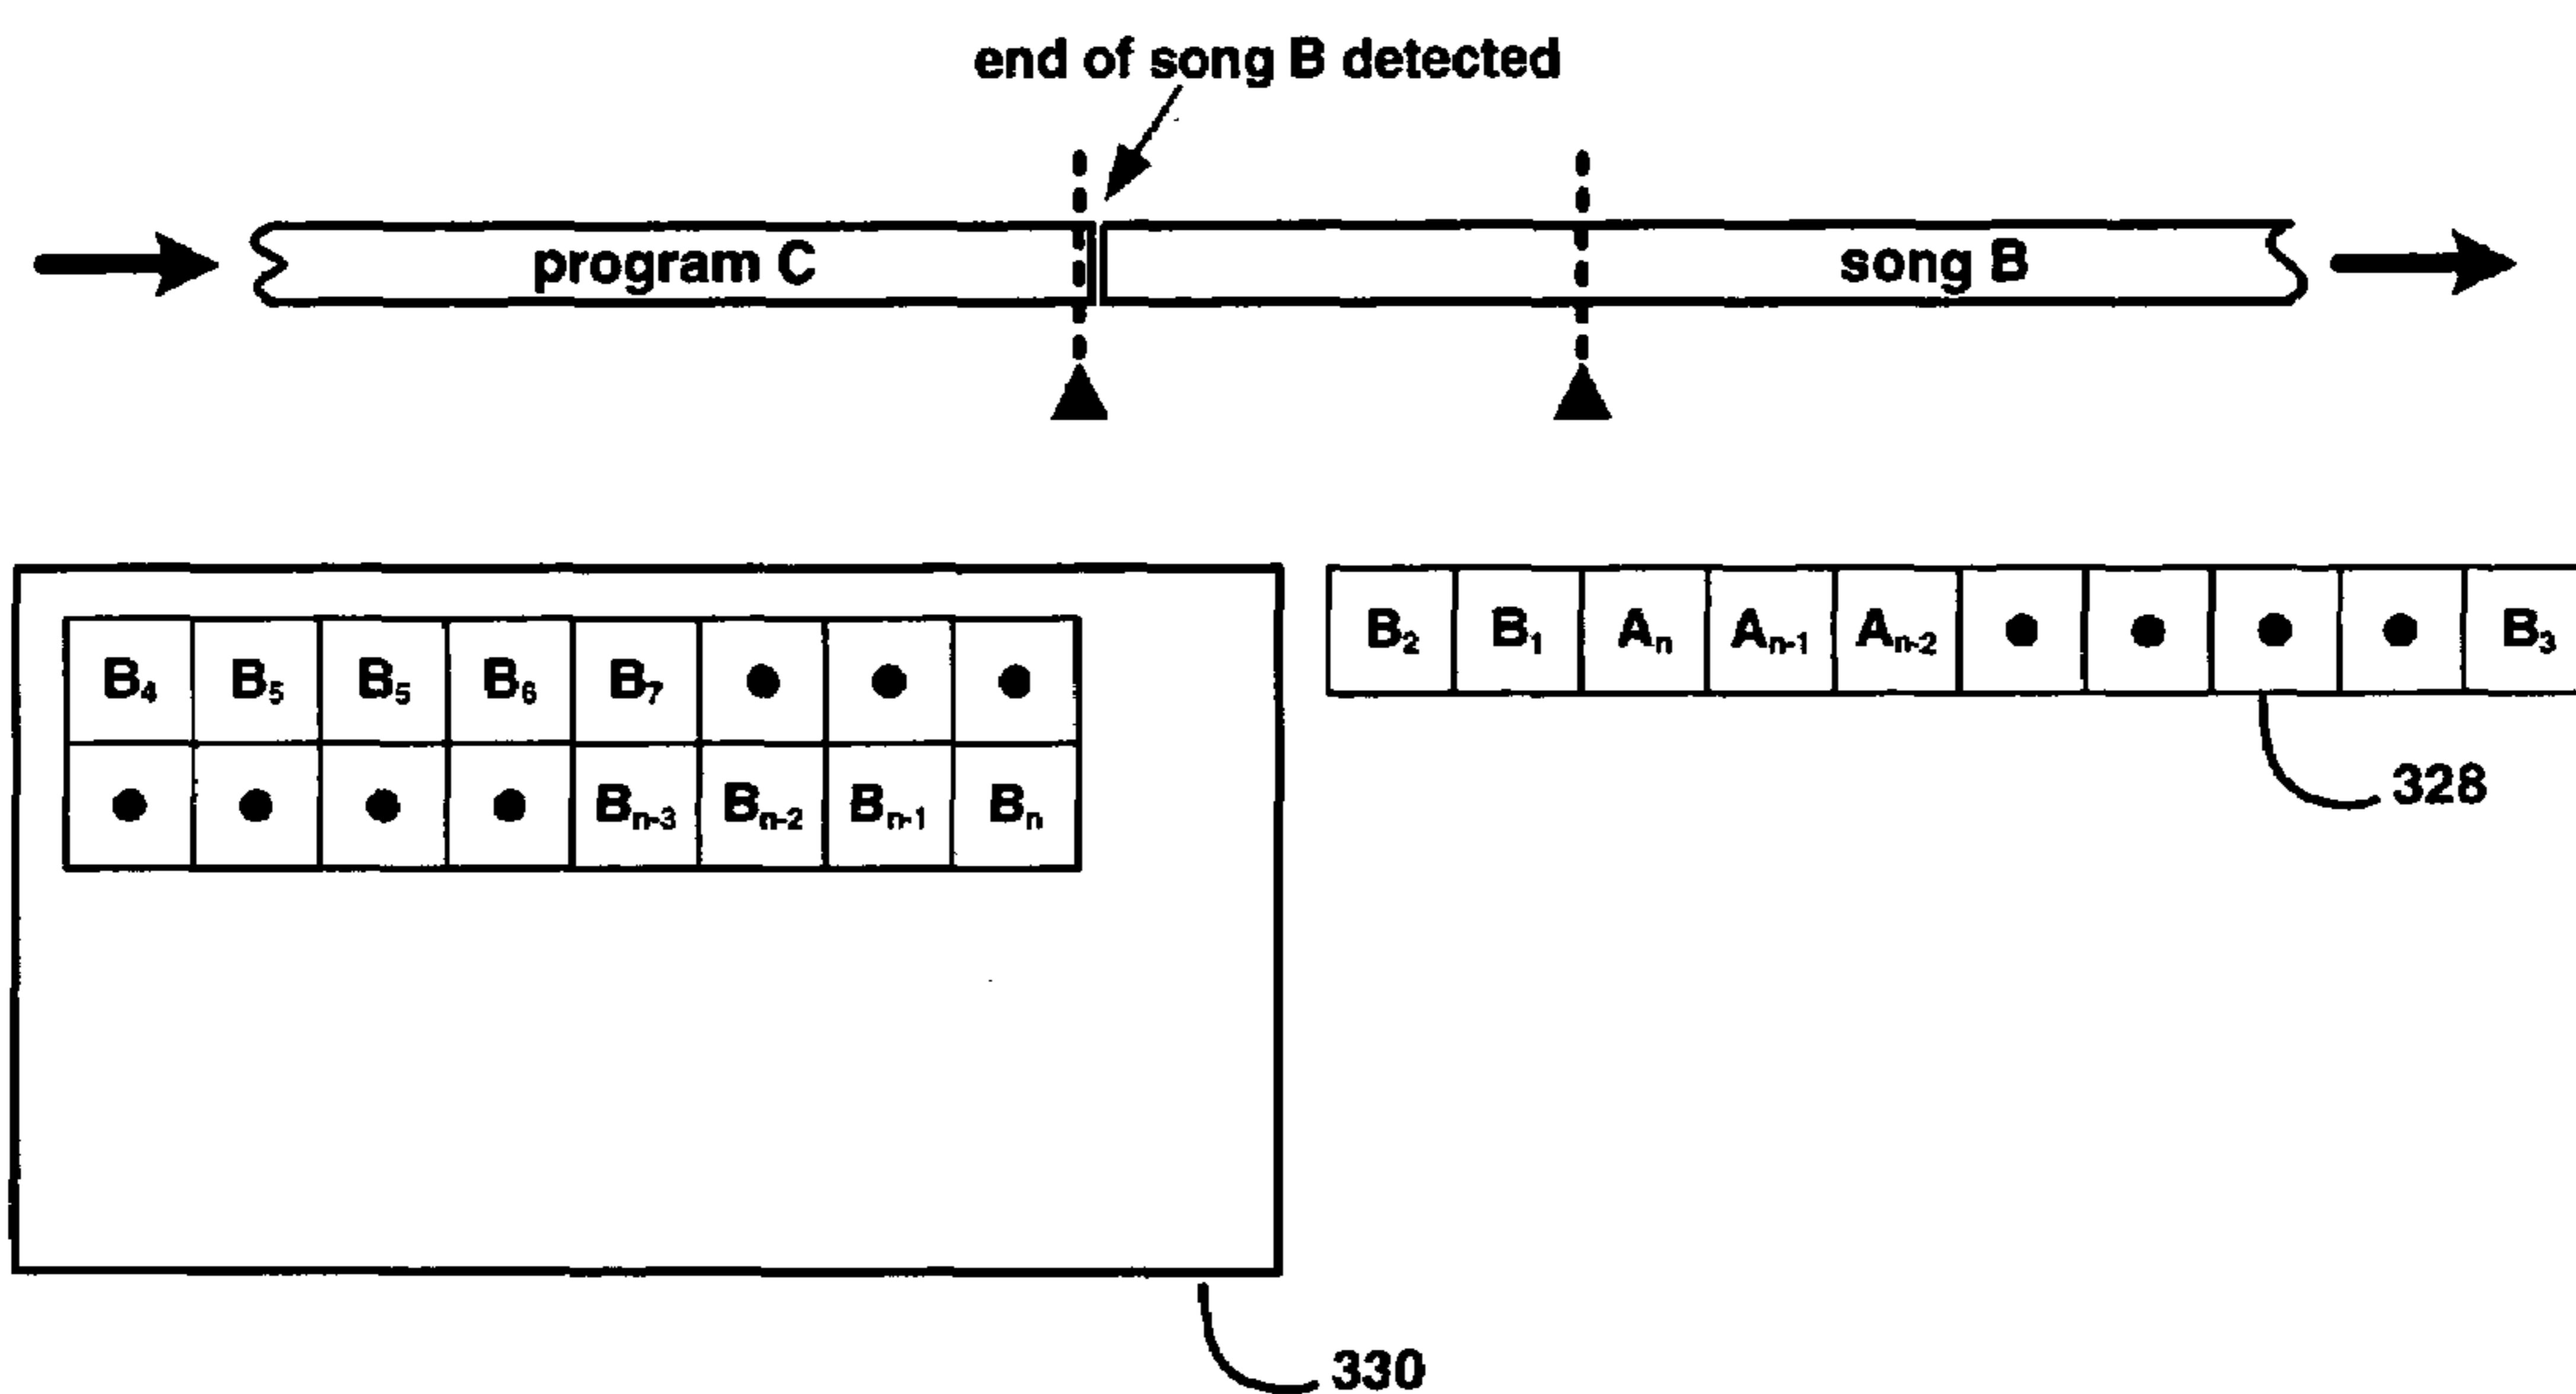 end of song B detected
program C song B
B₄ B₅ B₅ B₆ B₇ ● ● ●
● ● ● ● Bₙ₋₃ Bₙ₋₂ Bₙ₋₁ Bₙ
B₂ B₁ Aₙ Aₙ₋₁ Aₙ₋₂ ● ● ● ● B₃
328
330